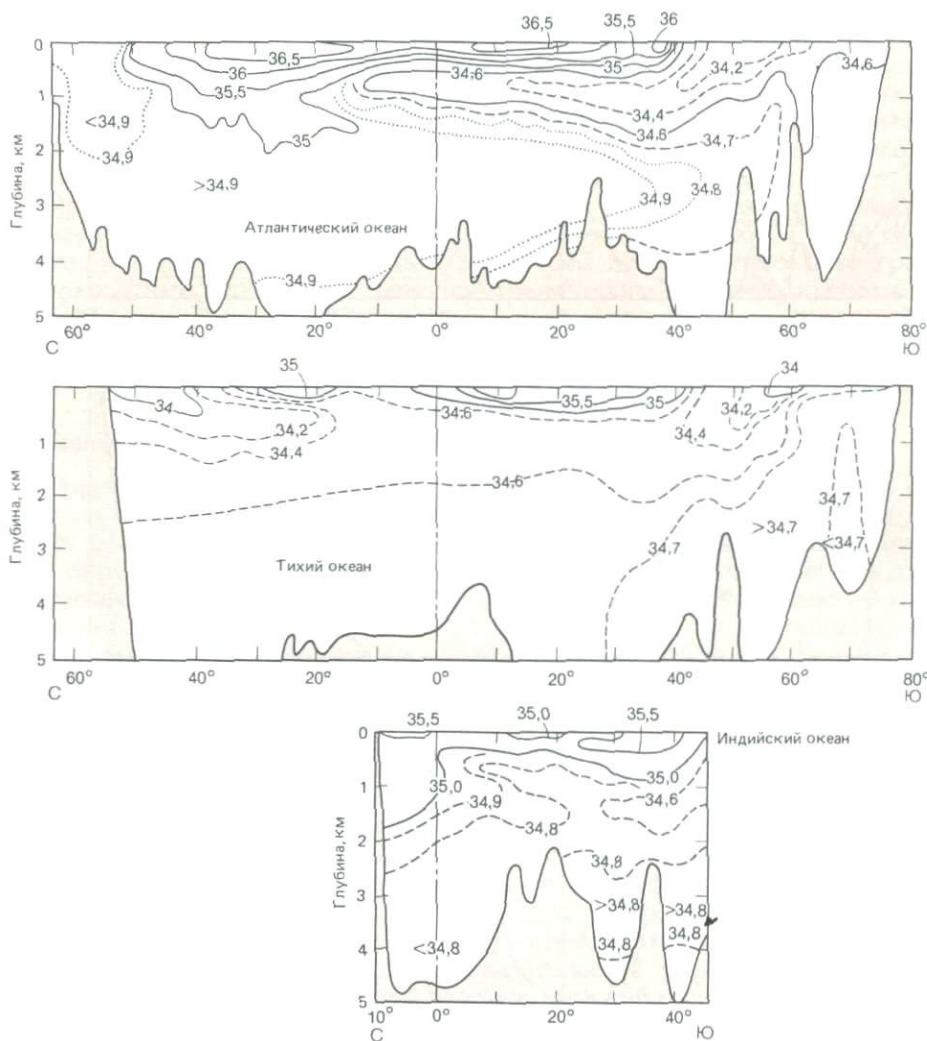 36,5 35,5 36
0 36,5 34,6 35 34,2 34,6
36
35,5
1 <34,9 34,4
34,6
35 34,7
2 34,9
>34,9 34,8
34,9
3
Атлантический океан
4
34,9
5
60° 40° 20° 0° 20° 40° 60° 80°
С Ю
Глубина, км
35 34
0
34 35,5 35 34,2
34,6
34,2
1 34,4 34,4
34,6
2 34,7
34,7 >34,7
<34,7
3
Тихий океан
4
5
60° 40° 20° 0° 20° 40° 60° 80°
С Ю
Глубина, км
35,5 35,0 35,5
0 Индийский океан
35,0 35,0
1 34,9 34,6
34,8
2
34,8
3
>34,8 >34,8
34,8
4 <34,8 34,8
5
10° 0° 20° 40°
С Ю
Глубина, км